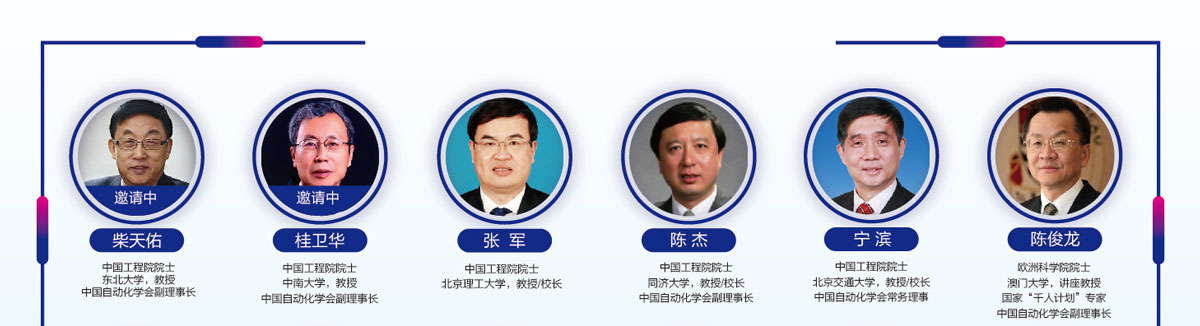 邀请中
邀请中
柴天佑
桂卫华
张 军
陈 杰
宁 滨
陈俊龙
中国工程院院士
东北大学，教授
中国自动化学会副理事长
中国工程院院士
中南大学，教授
中国自动化学会副理事长
中国工程院院士
北京理工大学，教授/校长
中国工程院院士
同济大学，教授/校长
中国自动化学会副理事长
中国工程院院士
北京交通大学，教授/校长
中国自动化学会常务理事
欧洲科学院院士
澳门大学，讲座教授
国家“千人计划”专家
中国自动化学会副理事长